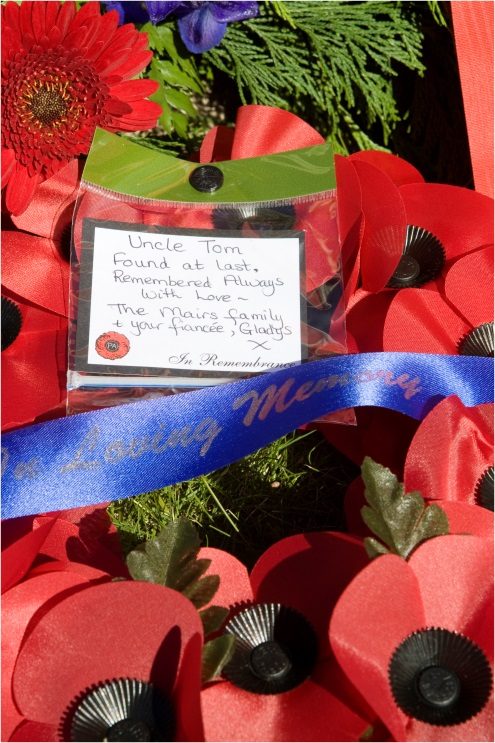 Uncle Tom
Found at last.
Remembered Always
With Love ~
The Mairs family
+ your fiancée, Gladys
X
PA
In Remembrance
In Loving Memory